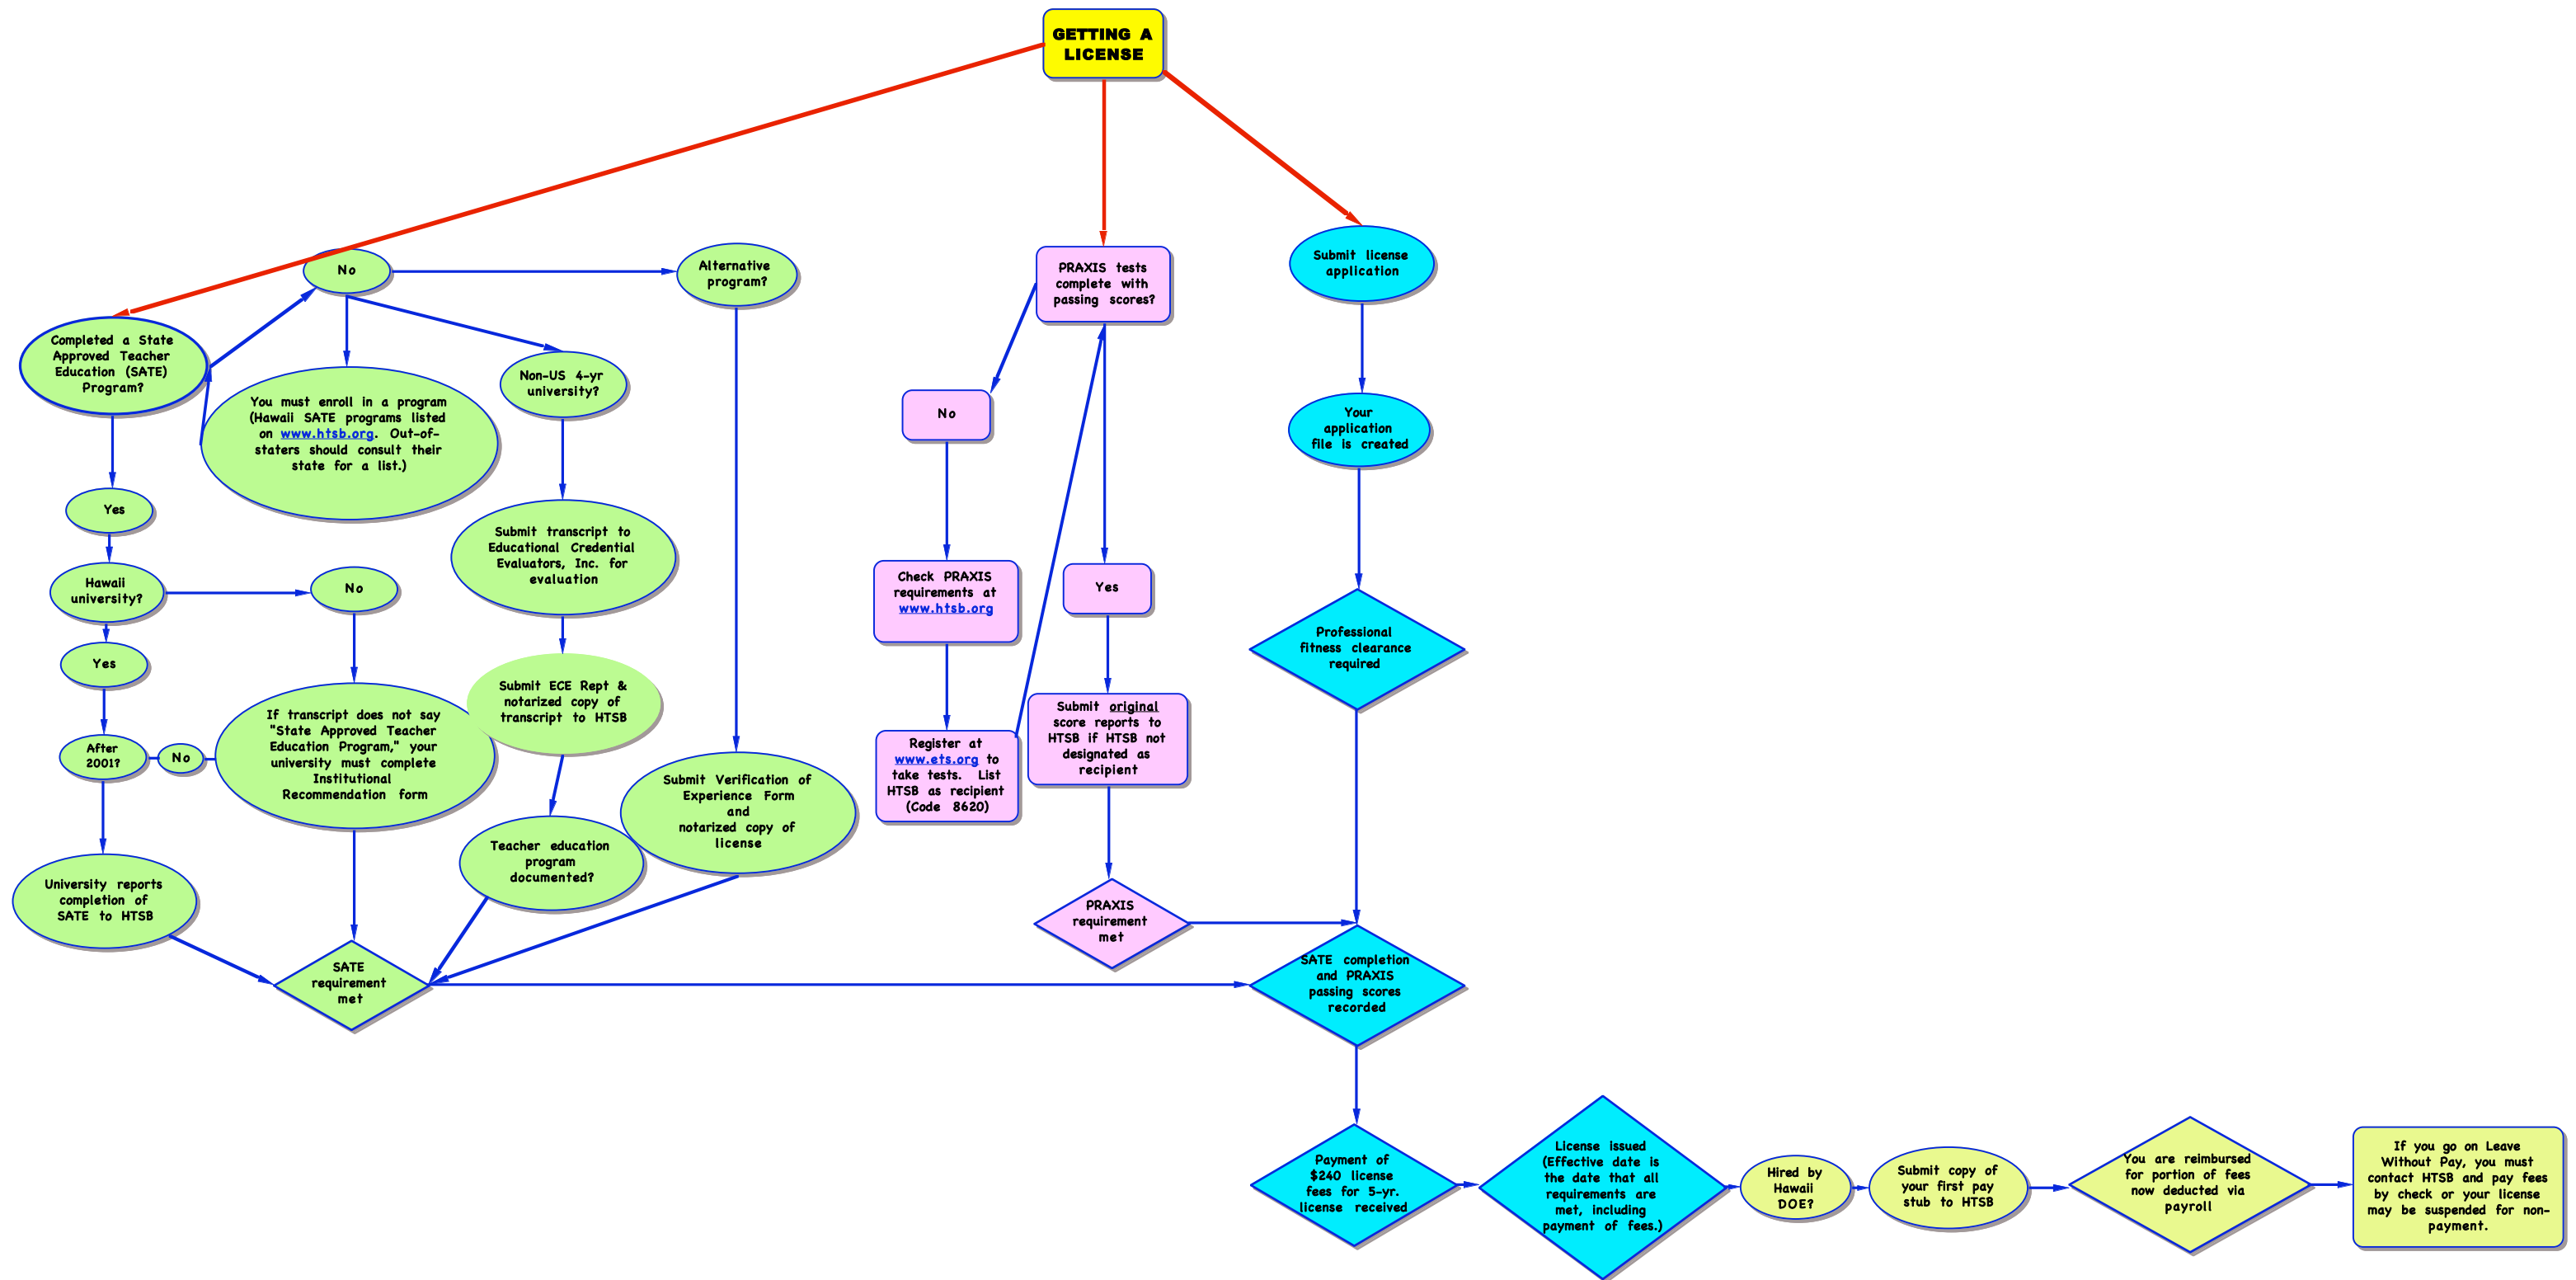 GETTING A
LICENSE
No
Alternative
program?
Completed a State
Approved Teacher
Education (SATE)
Program?
You must enroll in a program
(Hawaii SATE programs listed
on www.htsb.org. Out-of-
staters should consult their
state for a list.)
Non-US 4-yr
university?
Yes
Submit transcript to
Educational Credential
Evaluators, Inc. for
evaluation
Hawaii
university?
No
Yes
Submit ECE Rept &
notarized copy of
transcript to HTSB
If transcript does not say
"State Approved Teacher
Education Program," your
university must complete
Institutional
Recommendation form
After
2001?
No
Submit Verification of
Experience Form
and
notarized copy of
license
Teacher education
program
documented?
University reports
completion of
SATE to HTSB
SATE
requirement
met
PRAXIS tests
complete with
passing scores?
No
Check PRAXIS
requirements at
www.htsb.org
Yes
Register at
www.ets.org to
take tests. List
HTSB as recipient
(Code 8620)
Submit original
score reports to
HTSB if HTSB not
designated as
recipient
PRAXIS
requirement
met
Submit license
application
Your
application
file is created
Professional
fitness clearance
required
SATE completion
and PRAXIS
passing scores
recorded
Payment of
$240 license
fees for 5-yr.
license received
License issued
(Effective date is
the date that all
requirements are
met, including
payment of fees.)
Hired by
Hawaii
DOE?
Submit copy of
your first pay
stub to HTSB
You are reimbursed
for portion of fees
now deducted via
payroll
If you go on Leave
Without Pay, you must
contact HTSB and pay fees
by check or your license
may be suspended for non-
payment.